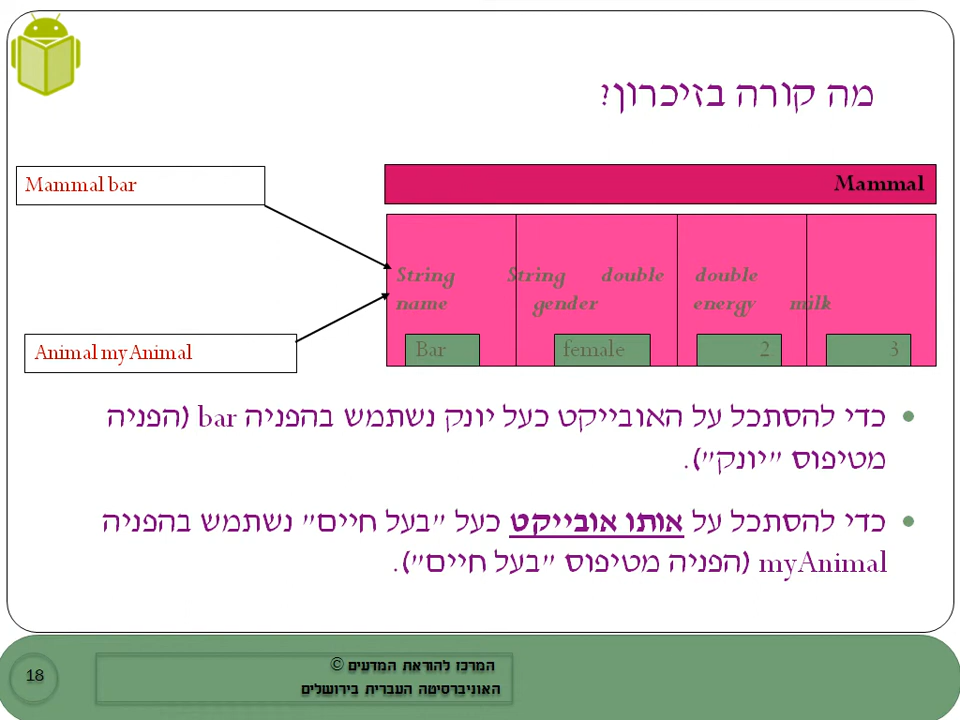 מה קורה בזיכרון?
Mammal bar
Mammal
String String double double
name gender energy milk
Animal myAnimal
Bar female 2 3
כדי להסתכל על האובייקט כעל יונק נשתמש בהפניה bar (הפניה
מטיפוס "יונק").
כדי להסתכל על אותו אובייקט כעל "בעל חיים" נשתמש בהפניה
myAnimal (הפניה מטיפוס "בעל חיים").
המרכז להוראת המדעים ©
האוניברסיטה העברית בירושלים
18